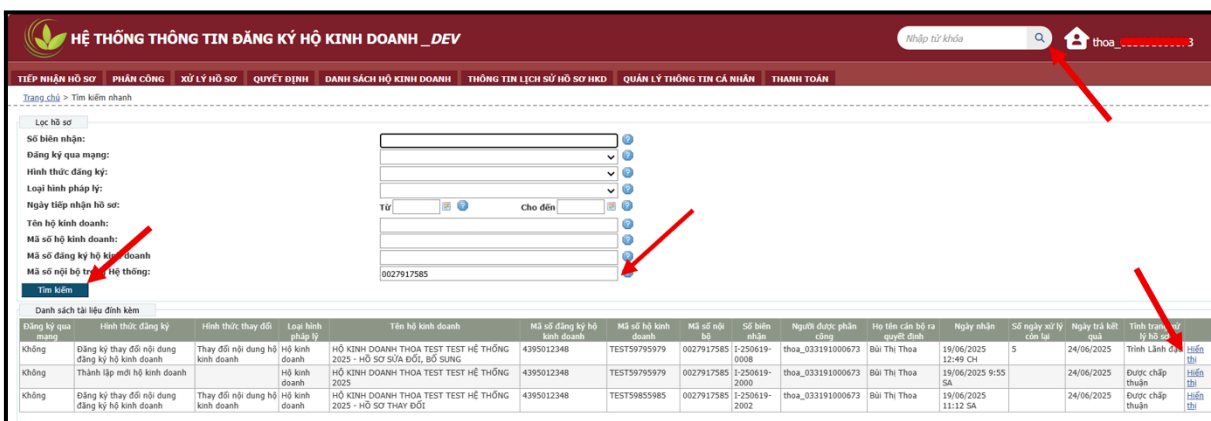 HỆ THỐNG THÔNG TIN ĐĂNG KÝ HỘ KINH DOANH _DEV
Nhập từ khóa
thoa_
3
TIẾP NHẬN HỒ SƠ PHÂN CÔNG XỬ LÝ HỒ SƠ QUYẾT ĐỊNH DANH SÁCH HỘ KINH DOANH THÔNG TIN LỊCH SỬ HỒ SƠ HKD QUẢN LÝ THÔNG TIN CÁ NHÂN THANH TOÁN
Trang chủ > Tìm kiếm nhanh
Lọc hồ sơ
Số biên nhận:
Đăng ký qua mạng:
Hình thức đăng ký:
Loại hình pháp lý:
Ngày tiếp nhận hồ sơ: Từ Cho đến
Tên hộ kinh doanh:
Mã số hộ kinh doanh:
Mã số đăng ký hộ kinh doanh
Mã số nội bộ trong Hệ thống: 0027917585
Tìm kiếm
Danh sách tài liệu đính kèm
Đăng ký qua mạng Hình thức đăng ký Hình thức thay đổi Loại hình pháp lý Tên hộ kinh doanh Mã số đăng ký hộ kinh doanh Mã số hộ kinh doanh Mã số nội bộ Số biên nhận Người được phân công Họ tên cán bộ ra quyết định Ngày nhận Số ngày xử lý còn lại Ngày trả kết quả Tình trạng xử lý hồ sơ
Không Đăng ký thay đổi nội dung đăng ký hộ kinh doanh Thay đổi nội dung hộ kinh doanh Hộ kinh doanh HỘ KINH DOANH THOA TEST TEST HỆ THỐNG 2025 - HỒ SƠ SỬA ĐỔI, BỔ SUNG 4395012348 TEST59795979 0027917585 I-250619-0008 thoa_033191000673 Bùi Thị Thoa 19/06/2025 12:49 CH 5 24/06/2025 Trình Lãnh đạo Hiển thị
Không Thành lập mới hộ kinh doanh Hộ kinh doanh HỘ KINH DOANH THOA TEST TEST HỆ THỐNG 2025 4395012348 TEST59795979 0027917585 I-250619-2000 thoa_033191000673 Bùi Thị Thoa 19/06/2025 9:55 SA 24/06/2025 Được chấp thuận Hiển thị
Không Đăng ký thay đổi nội dung đăng ký hộ kinh doanh Thay đổi nội dung hộ kinh doanh Hộ kinh doanh HỘ KINH DOANH THOA TEST TEST HỆ THỐNG 2025 - HỒ SƠ THAY ĐỔI 4395012348 TEST59855985 0027917585 I-250619-2002 thoa_033191000673 Bùi Thị Thoa 19/06/2025 11:12 SA 24/06/2025 Được chấp thuận Hiển thị